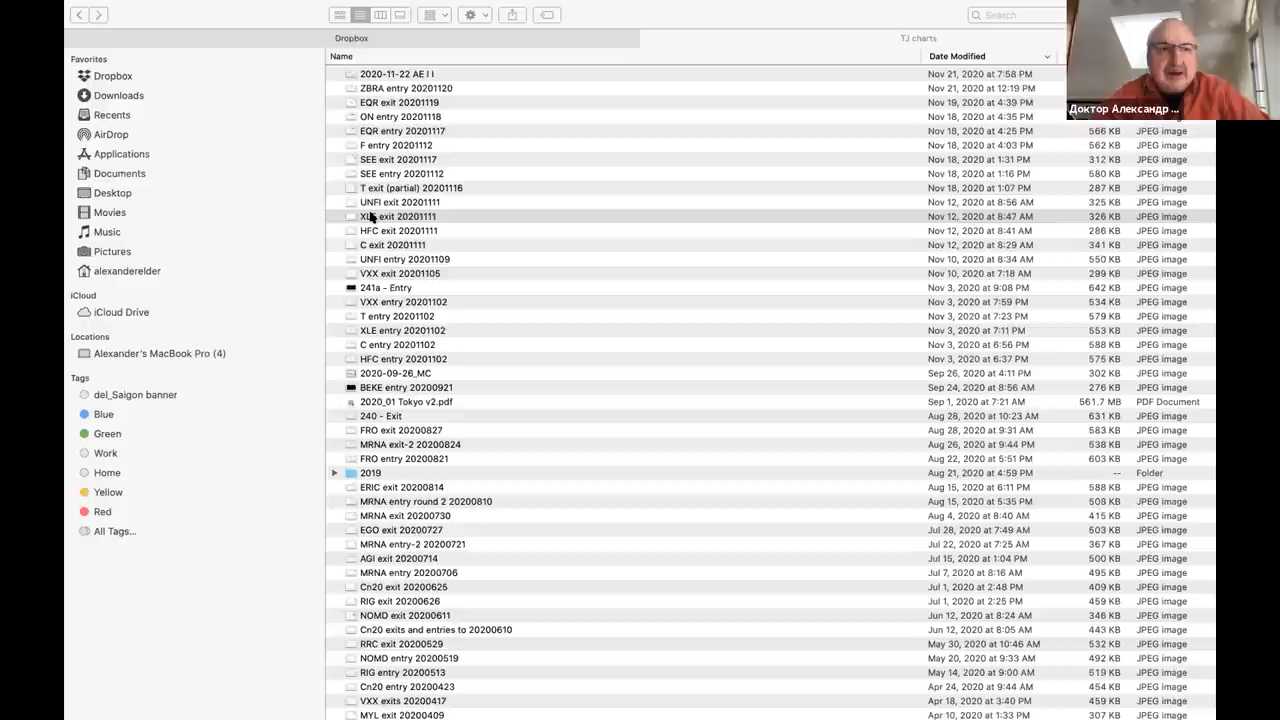 Search
Dropbox
TJ charts
Favorites
Dropbox
Downloads
Recents
AirDrop
Applications
Documents
Desktop
Movies
Music
Pictures
alexanderelder
iCloud
iCloud Drive
Locations
Alexander's MacBook Pro (4)
Tags
del_Saigon banner
Blue
Green
Work
Home
Yellow
Red
All Tags...
Name Date Modified
2020-11-22 AE I I Nov 21, 2020 at 7:58 PM
ZBRA entry 20201120 Nov 21, 2020 at 12:19 PM
EQR exit 20201119 Nov 19, 2020 at 4:39 PM
ON entry 20201118 Nov 18, 2020 at 4:35 PM
EQR entry 20201117 Nov 18, 2020 at 4:25 PM 566 KB JPEG image
F entry 20201112 Nov 18, 2020 at 4:03 PM 562 KB JPEG image
SEE exit 20201117 Nov 18, 2020 at 1:31 PM 312 KB JPEG image
SEE entry 20201112 Nov 18, 2020 at 1:16 PM 580 KB JPEG image
T exit (partial) 20201116 Nov 18, 2020 at 1:07 PM 287 KB JPEG image
UNFI exit 20201111 Nov 12, 2020 at 8:56 AM 325 KB JPEG image
exit 20201111 Nov 12, 2020 at 8:47 AM 326 KB JPEG image
HFC exit 20201111 Nov 12, 2020 at 8:41 AM 286 KB JPEG image
C exit 20201111 Nov 12, 2020 at 8:29 AM 341 KB JPEG image
UNFI entry 20201109 Nov 10, 2020 at 8:34 AM 550 KB JPEG image
VXX exit 20201105 Nov 10, 2020 at 7:18 AM 299 KB JPEG image
241a - Entry Nov 3, 2020 at 9:08 PM 642 KB JPEG image
VXX entry 20201102 Nov 3, 2020 at 7:59 PM 534 KB JPEG image
T entry 20201102 Nov 3, 2020 at 7:23 PM 579 KB JPEG image
XLE entry 20201102 Nov 3, 2020 at 7:11 PM 553 KB JPEG image
C entry 20201102 Nov 3, 2020 at 6:56 PM 588 KB JPEG image
HFC entry 20201102 Nov 3, 2020 at 6:37 PM 575 KB JPEG image
2020-09-26_MC Sep 26, 2020 at 4:11 PM 302 KB JPEG image
BEKE entry 20200921 Sep 24, 2020 at 8:56 AM 276 KB JPEG image
2020_01 Tokyo v2.pdf Sep 1, 2020 at 7:21 AM 561.7 MB PDF Document
240 - Exit Aug 28, 2020 at 10:23 AM 631 KB JPEG image
FRO exit 20200827 Aug 28, 2020 at 9:31 AM 583 KB JPEG image
MRNA exit-2 20200824 Aug 26, 2020 at 9:44 PM 538 KB JPEG image
FRO entry 20200821 Aug 22, 2020 at 5:51 PM 603 KB JPEG image
2019 Aug 21, 2020 at 4:59 PM -- Folder
ERIC exit 20200814 Aug 15, 2020 at 6:11 PM 588 KB JPEG image
MRNA entry round 2 20200810 Aug 15, 2020 at 5:35 PM 508 KB JPEG image
MRNA exit 20200730 Aug 4, 2020 at 8:40 AM 415 KB JPEG image
EGO exit 20200727 Jul 28, 2020 at 7:49 AM 503 KB JPEG image
MRNA entry-2 20200721 Jul 22, 2020 at 7:25 AM 367 KB JPEG image
AGI exit 20200714 Jul 15, 2020 at 1:04 PM 500 KB JPEG image
MRNA entry 20200706 Jul 7, 2020 at 8:16 AM 495 KB JPEG image
Cn20 exit 20200625 Jul 1, 2020 at 2:48 PM 409 KB JPEG image
RIG exit 20200626 Jul 1, 2020 at 2:25 PM 459 KB JPEG image
NOMD exit 20200611 Jun 12, 2020 at 8:24 AM 346 KB JPEG image
Cn20 exits and entries to 20200610 Jun 12, 2020 at 8:05 AM 443 KB JPEG image
RRC exit 20200529 May 30, 2020 at 10:46 AM 532 KB JPEG image
NOMD entry 20200519 May 20, 2020 at 9:33 AM 492 KB JPEG image
RIG entry 20200513 May 14, 2020 at 9:00 AM 519 KB JPEG image
Cn20 entry 20200423 Apr 24, 2020 at 9:44 AM 454 KB JPEG image
VXX exits 20200417 Apr 18, 2020 at 3:40 PM 459 KB JPEG image
MYL exit 20200409 Apr 10, 2020 at 1:33 PM 307 KB JPEG image
Доктор Александр ...